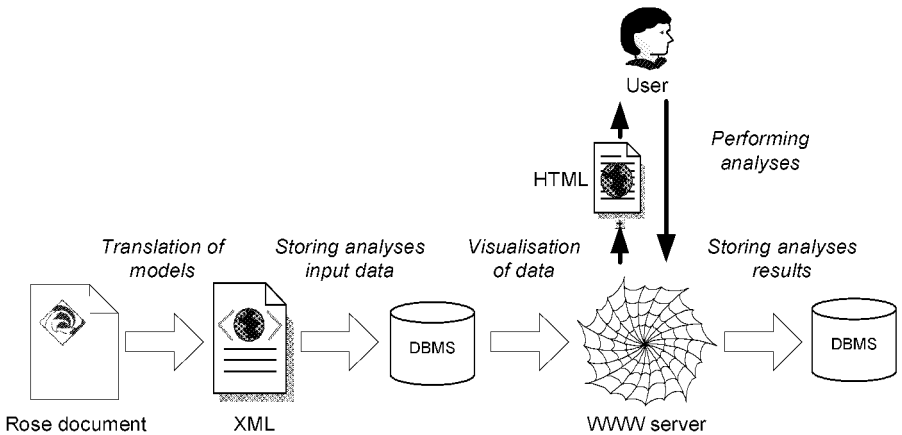 User
Performing
analyses
HTML
Translation of
models
Storing analyses
input data
Visualisation
of data
Storing analyses
results
DBMS
DBMS
Rose document
XML
WWW server